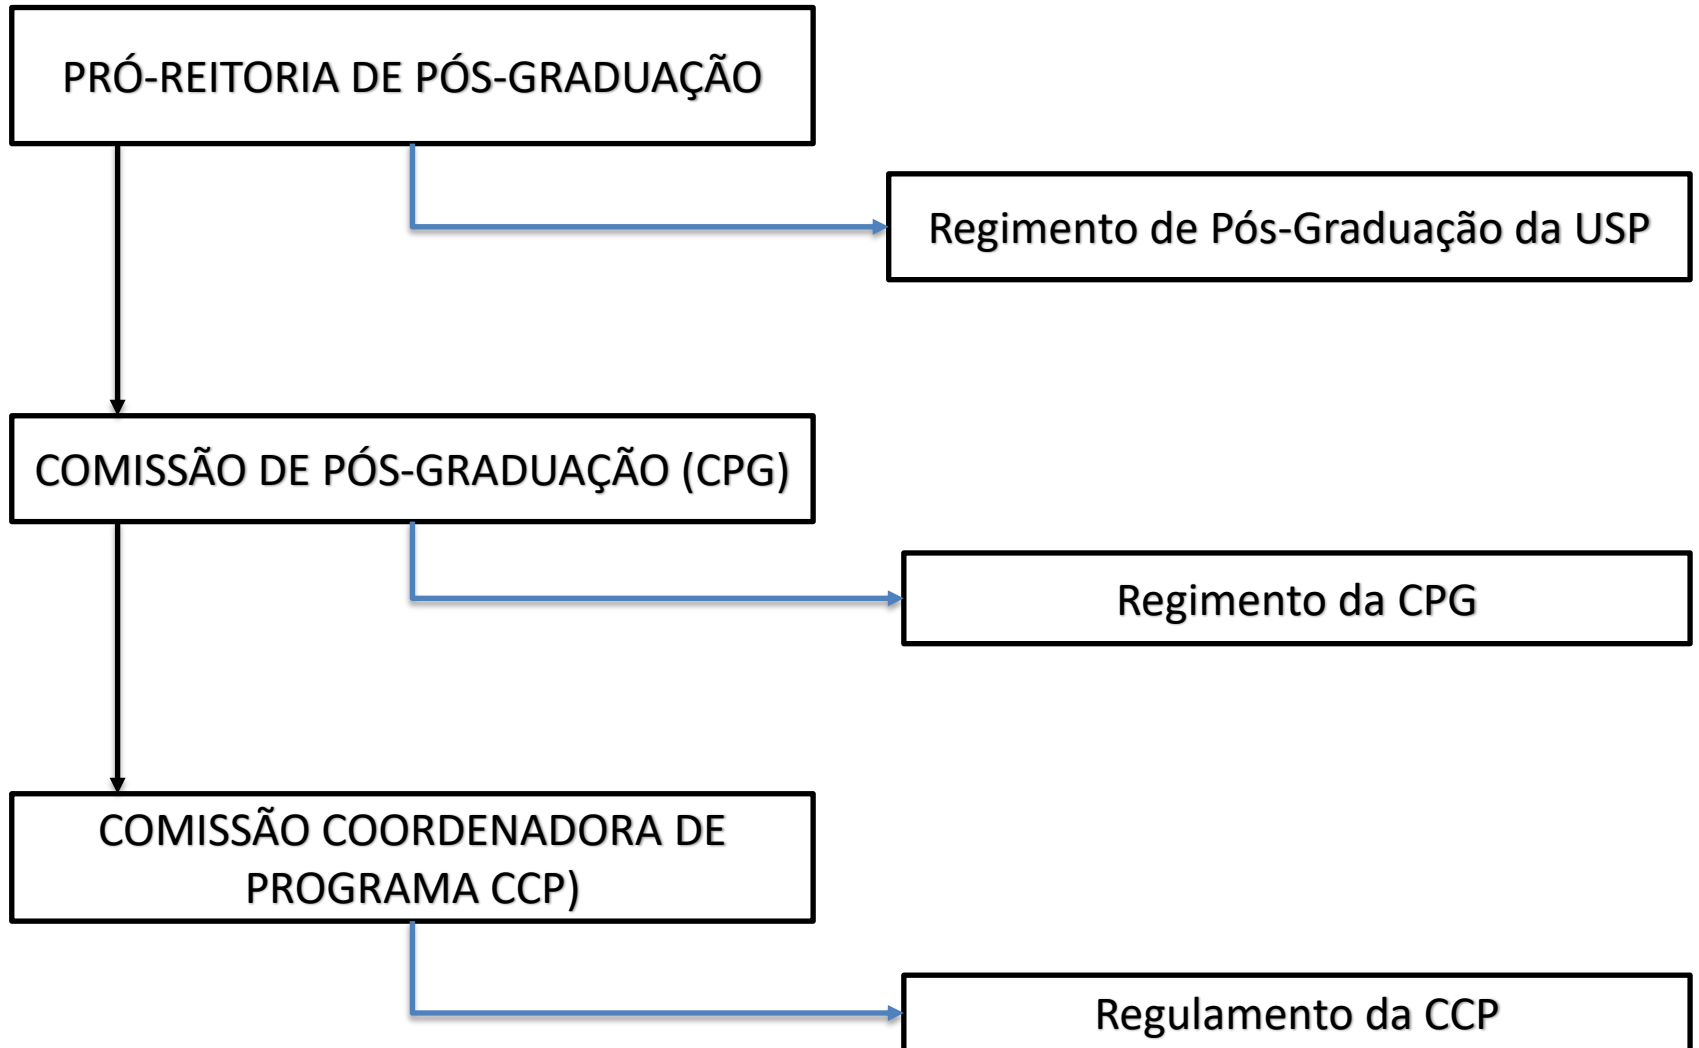 PRÓ-REITORIA DE PÓS-GRADUAÇÃO
Regimento de Pós-Graduação da USP
COMISSÃO DE PÓS-GRADUAÇÃO (CPG)
Regimento da CPG
COMISSÃO COORDENADORA DE
PROGRAMA CCP)
Regulamento da CCP